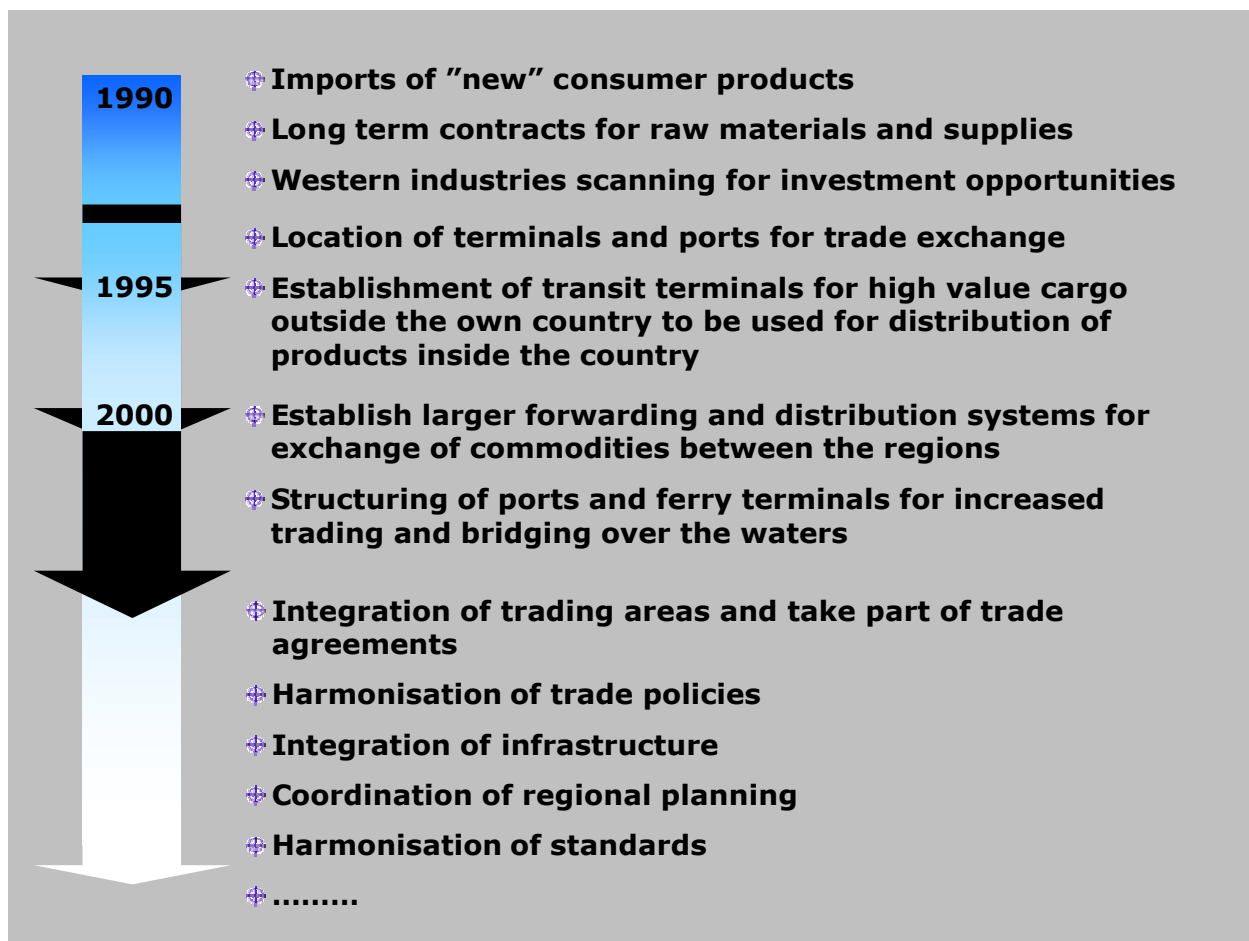 1990
Imports of ”new” consumer products
Long term contracts for raw materials and supplies
Western industries scanning for investment opportunities
Location of terminals and ports for trade exchange
1995
Establishment of transit terminals for high value cargo
outside the own country to be used for distribution of
products inside the country
2000
Establish larger forwarding and distribution systems for
exchange of commodities between the regions
Structuring of ports and ferry terminals for increased
trading and bridging over the waters
Integration of trading areas and take part of trade
agreements
Harmonisation of trade policies
Integration of infrastructure
Coordination of regional planning
Harmonisation of standards
.........